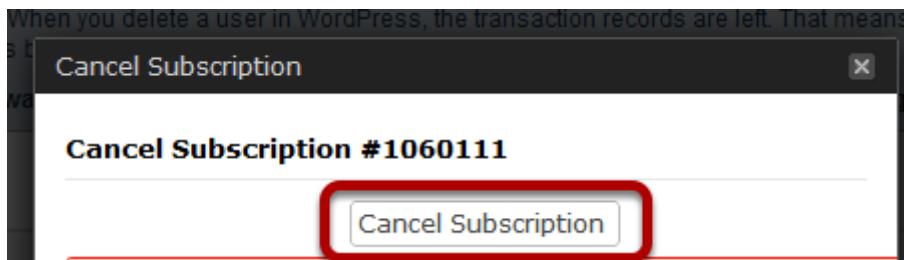 When you delete a user in WordPress, the transaction records are left. That means
Cancel Subscription
Cancel Subscription #1060111
Cancel Subscription